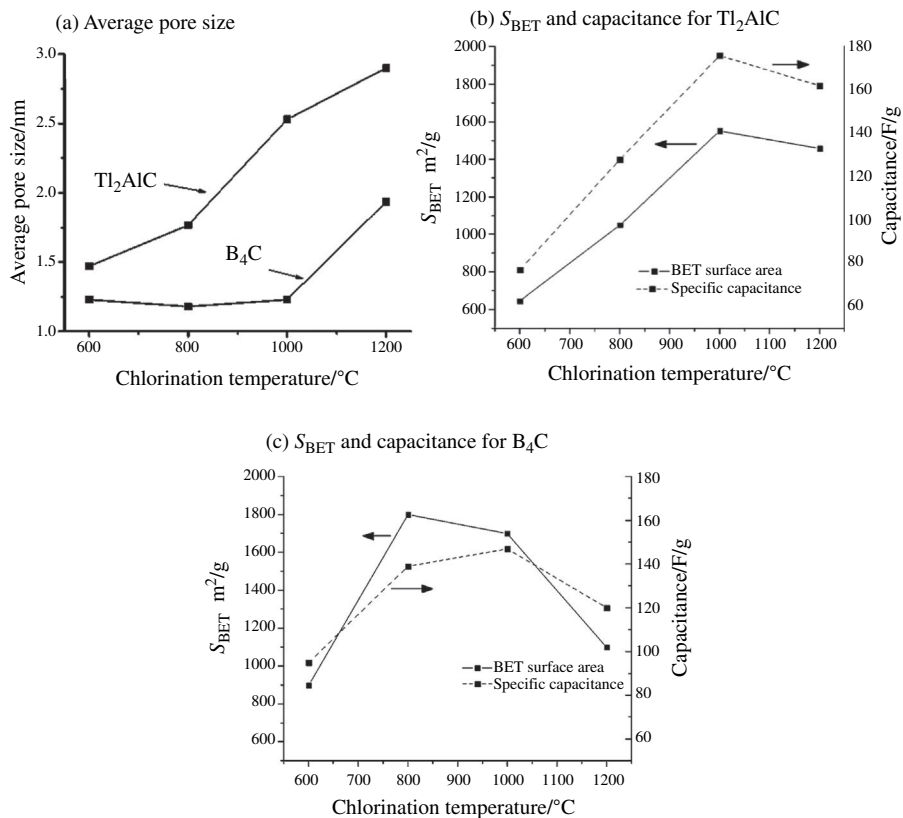 (a) Average pore size
3.0
2.5
2.0
1.5
1.0
Average pore size/nm
Tl₂AlC
B₄C
600 800 1000 1200
Chlorination temperature/°C
(b) S_BET and capacitance for Tl₂AlC
2000
1800
1600
1400
1200
1000
800
600
S_BET m²/g
180
160
140
120
100
80
60
Capacitance/F/g
BET surface area
Specific capacitance
600 700 800 900 1000 1100 1200
Chlorination temperature/°C
(c) S_BET and capacitance for B₄C
2000
1800
1600
1400
1200
1000
800
600
S_BET m²/g
180
160
140
120
100
80
60
Capacitance/F/g
BET surface area
Specific capacitance
600 700 800 900 1000 1100 1200
Chlorination temperature/°C